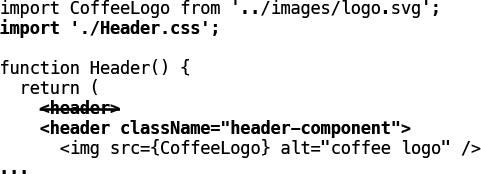 import CoffeeLogo from '../images/logo.svg';
import './Header.css';
function Header() {
return (
<header>
<header className="header-component">
<img src={CoffeeLogo} alt="coffee logo" />
...